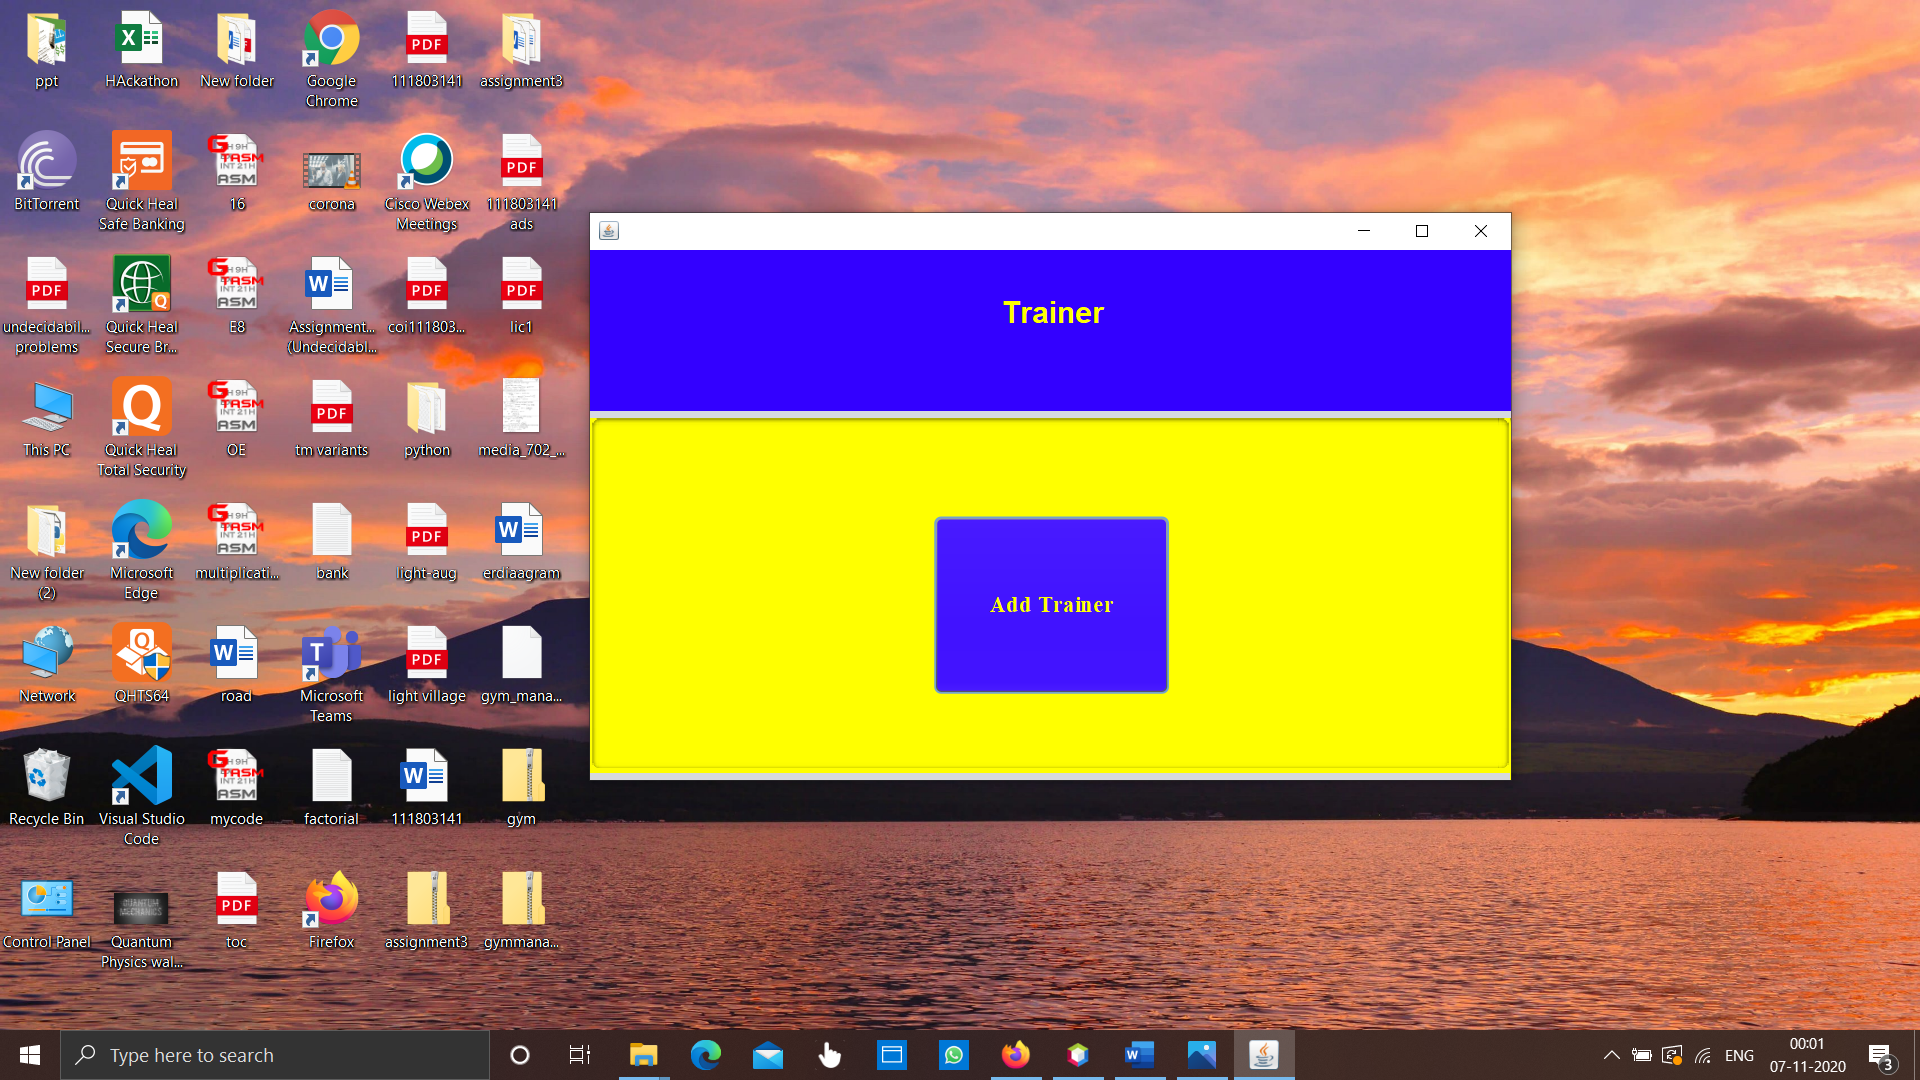 ppt
HAckathon
New folder
Google
Chrome
111803141
assignment3
BitTorrent
Quick Heal
Safe Banking
16
corona
Cisco Webex
Meetings
111803141
ads
undecidabil...
problems
Quick Heal
Secure Br...
E8
Assignment...
(Undecidabl...
coi111803...
lic1
This PC
Quick Heal
Total Security
OE
tm variants
python
media_702_...
New folder
(2)
Microsoft
Edge
multiplicati...
bank
light-aug
erdiaagram
Network
QHTS64
road
Microsoft
Teams
light village
gym_mana...
Recycle Bin
Visual Studio
Code
mycode
factorial
111803141
gym
Control Panel
Quantum
Physics wal...
toc
Firefox
assignment3
gymmana...
Trainer
Add Trainer
Type here to search
ENG
00:01
07-11-2020
3